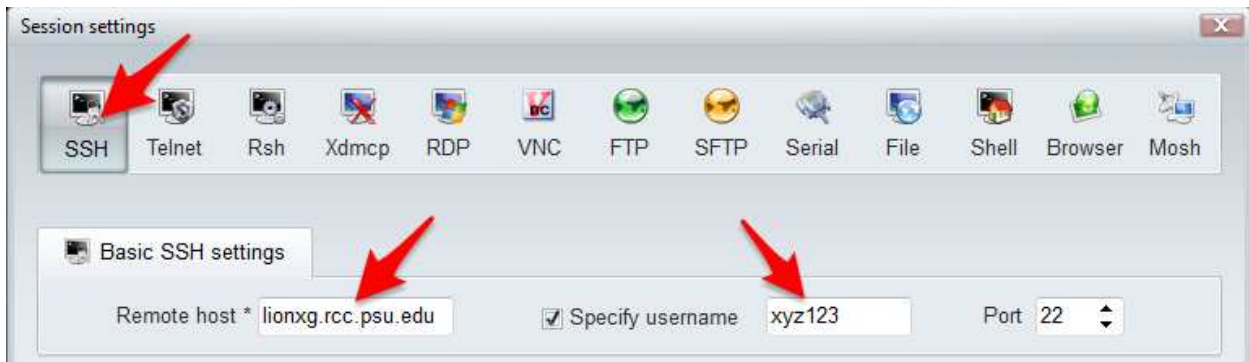 Session settings
SSH Telnet Rsh Xdmcp RDP VNC FTP SFTP Serial File Shell Browser Mosh
Basic SSH settings
Remote host * lionxg.rcc.psu.edu Specify username xyz123 Port 22